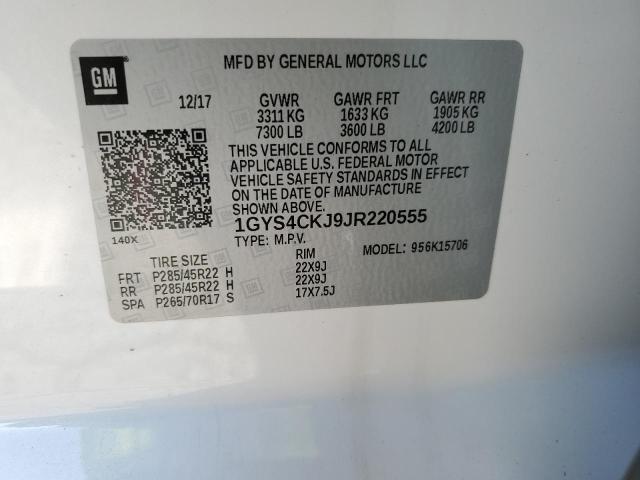 GM
MFD BY GENERAL MOTORS LLC
12/17 GVWR GAWR FRT GAWR RR
3311 KG 1633 KG 1905 KG
7300 LB 3600 LB 4200 LB
THIS VEHICLE CONFORMS TO ALL
APPLICABLE U.S. FEDERAL MOTOR
VEHICLE SAFETY STANDARDS IN EFFECT
ON THE DATE OF MANUFACTURE
SHOWN ABOVE.
1GYS4CKJ9JR220555
140X TYPE: M.P.V. MODEL: 956K15706
TIRE SIZE RIM
FRT P285/45R22 H 22X9J
RR P285/45R22 H 22X9J
SPA P265/70R17 S 17X7.5J